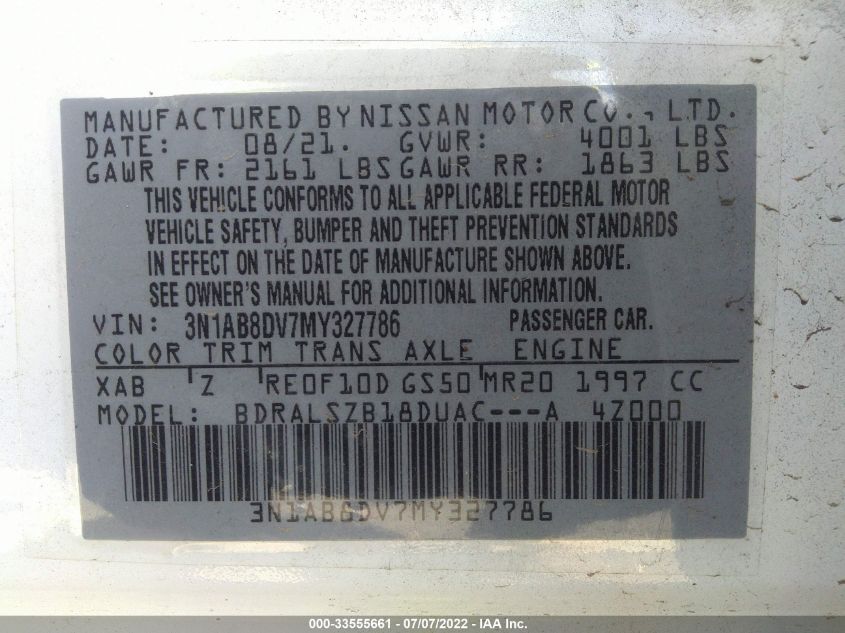 MANUFACTURED BY NISSAN MOTOR CO., LTD.
DATE: 08/21. GVWR: 4001 LBS
GAWR FR: 2161 LBS GAWR RR: 1863 LBS
THIS VEHICLE CONFORMS TO ALL APPLICABLE FEDERAL MOTOR
VEHICLE SAFETY, BUMPER AND THEFT PREVENTION STANDARDS
IN EFFECT ON THE DATE OF MANUFACTURE SHOWN ABOVE.
SEE OWNER'S MANUAL FOR ADDITIONAL INFORMATION.
VIN: 3N1AB8DV7MY327786 PASSENGER CAR.
COLOR TRIM TRANS AXLE ENGINE
XAB Z RE0F10D GS50 MR20 1997 CC
MODEL: BDRALSZB18DUAC---A 4Z000
3N1AB8DV7MY327786
000-33555661 - 07/07/2022 - IAA Inc.